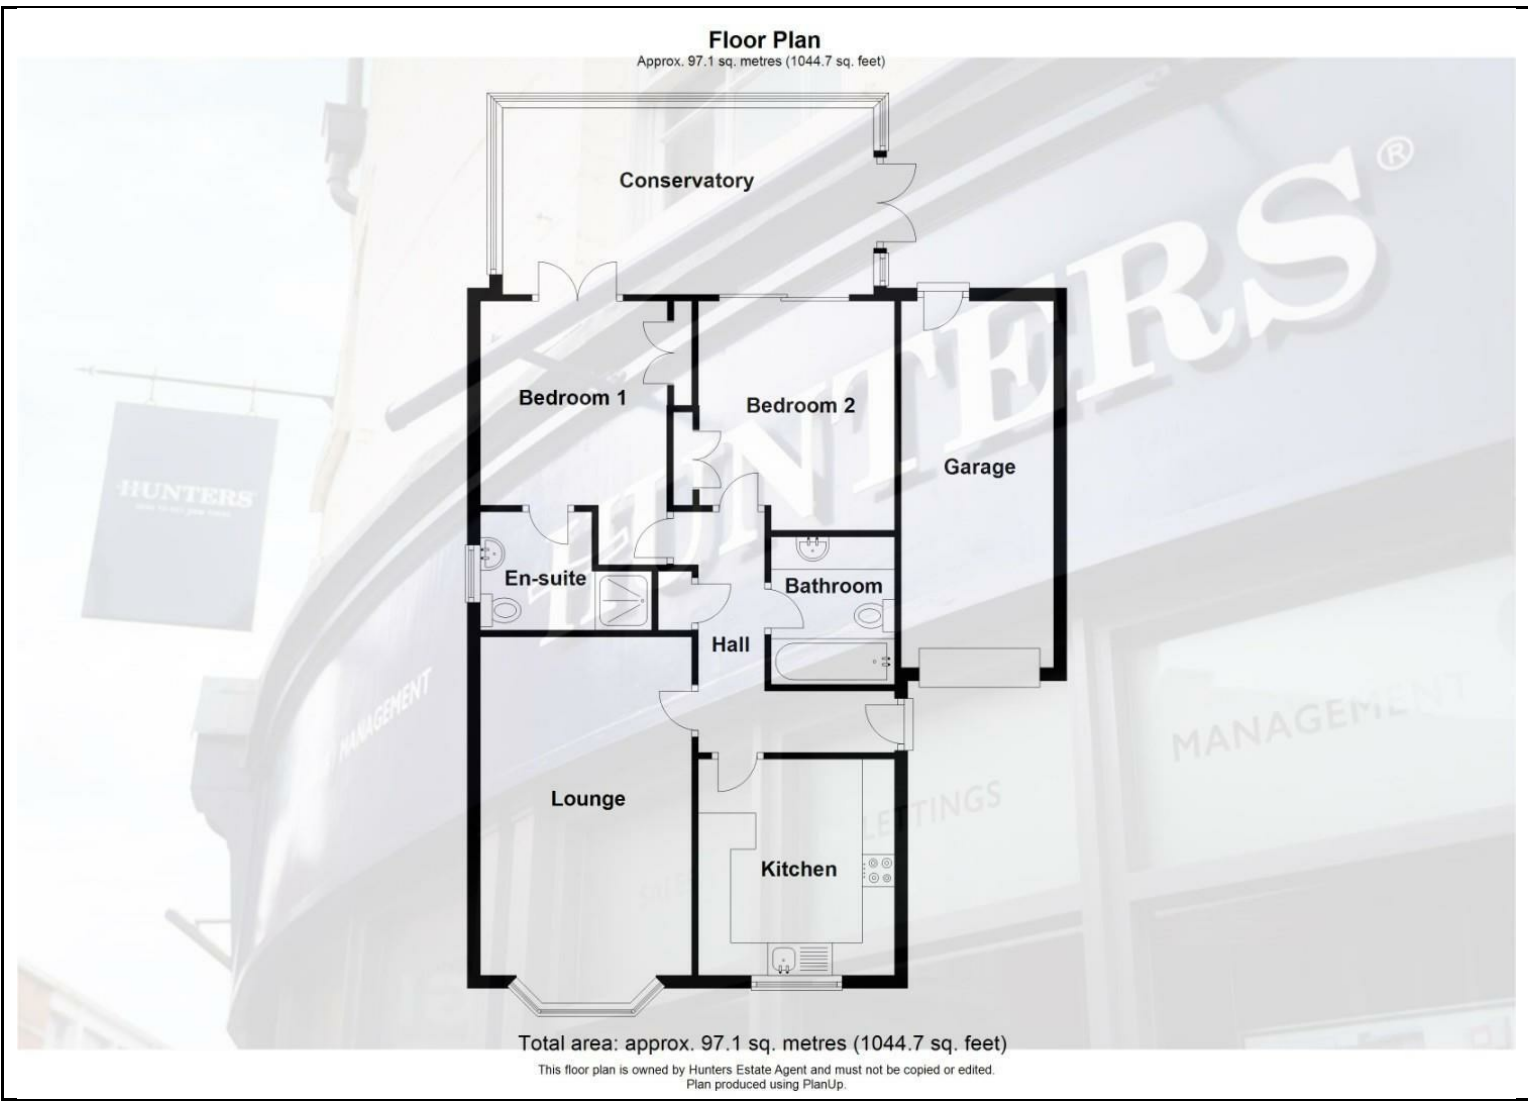 Floor Plan
Approx. 97.1 sq. metres (1044.7 sq. feet)
Conservatory
HUNTERS®
Bedroom 1
Bedroom 2
Garage
HUNTERS
En-suite
Bathroom
Hall
MANAGEMENT
MANAGEMENT
Lounge
LETTINGS
Kitchen
SALES
Total area: approx. 97.1 sq. metres (1044.7 sq. feet)
This floor plan is owned by Hunters Estate Agent and must not be copied or edited.
Plan produced using PlanUp.